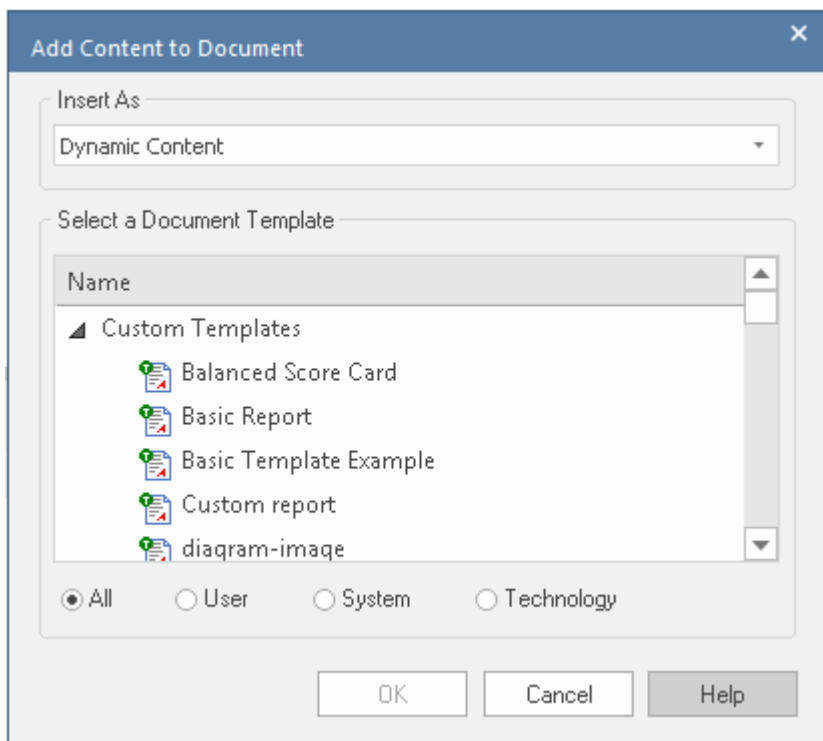 Add Content to Document
Insert As
Dynamic Content
Select a Document Template
Name
Custom Templates
Balanced Score Card
Basic Report
Basic Template Example
Custom report
diagram-image
All User System Technology
OK Cancel Help